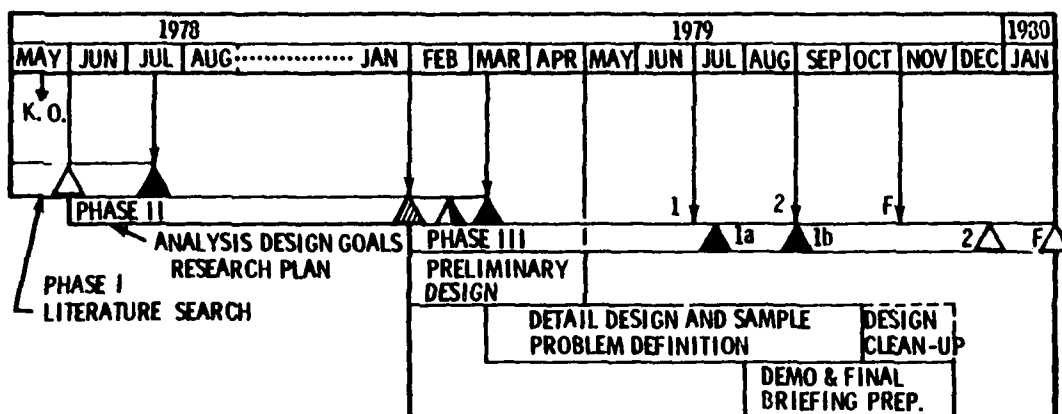 1978 1979 1980
MAY JUN JUL AUG .................. JAN FEB MAR APR MAY JUN JUL AUG SEP OCT NOV DEC JAN
K. O.
PHASE II 1 2 F
ANALYSIS DESIGN GOALS PHASE III 1a 1b 2 F
RESEARCH PLAN PRELIMINARY
PHASE I DESIGN
LITERATURE SEARCH
DETAIL DESIGN AND SAMPLE DESIGN
PROBLEM DEFINITION CLEAN-UP
DEMO & FINAL
BRIEFING PREP.